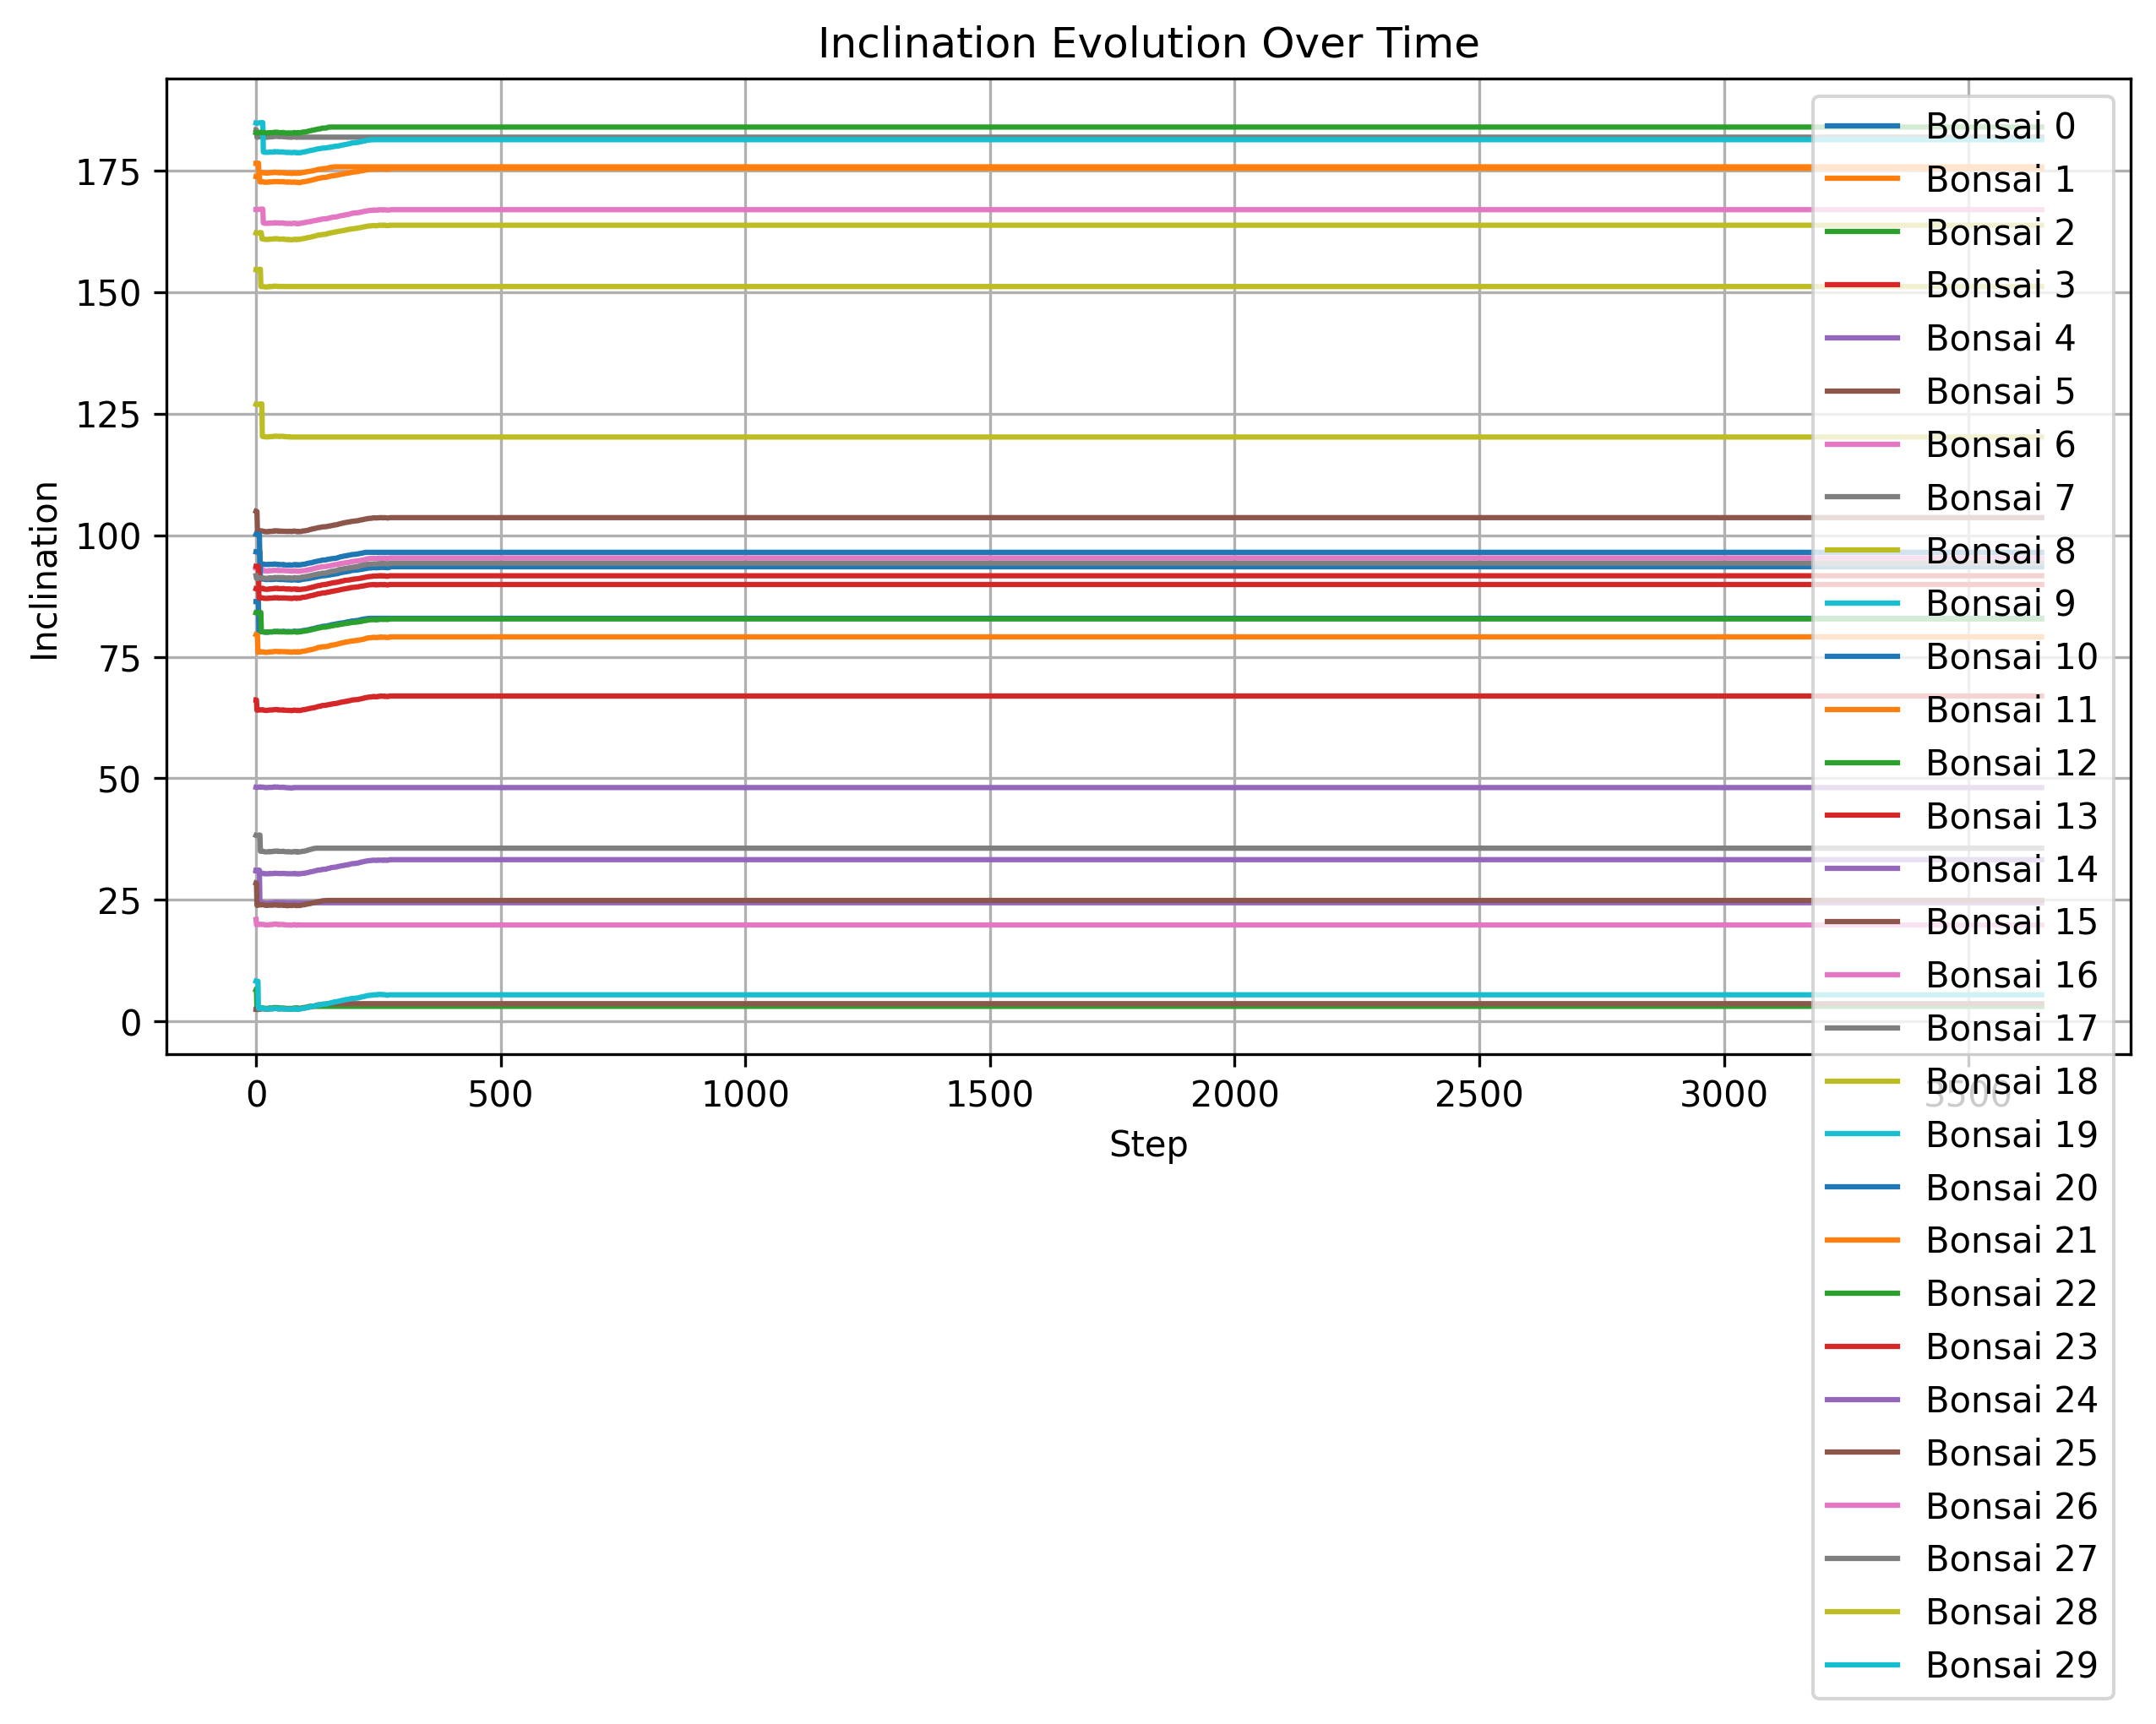 Inclination Evolution Over Time
Inclination
175
150
125
100
75
50
25
0
0 500 1000 1500 2000 2500 3000 3500
Step
Bonsai 0
Bonsai 1
Bonsai 2
Bonsai 3
Bonsai 4
Bonsai 5
Bonsai 6
Bonsai 7
Bonsai 8
Bonsai 9
Bonsai 10
Bonsai 11
Bonsai 12
Bonsai 13
Bonsai 14
Bonsai 15
Bonsai 16
Bonsai 17
Bonsai 18
Bonsai 19
Bonsai 20
Bonsai 21
Bonsai 22
Bonsai 23
Bonsai 24
Bonsai 25
Bonsai 26
Bonsai 27
Bonsai 28
Bonsai 29